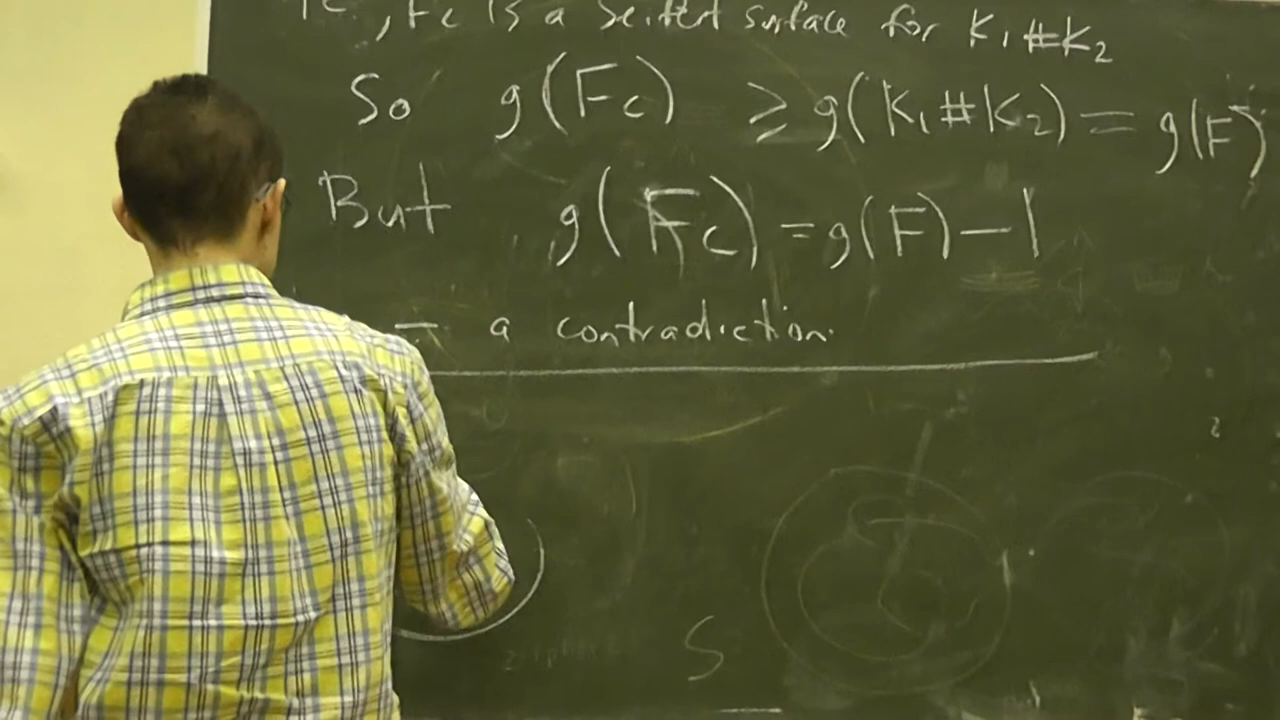 Fc is a Seifert surface for K₁#K₂
So g(Fc) ≥ g(K₁#K₂) = g(F)
But g(Fc) = g(F) - 1
- a contradiction.
S